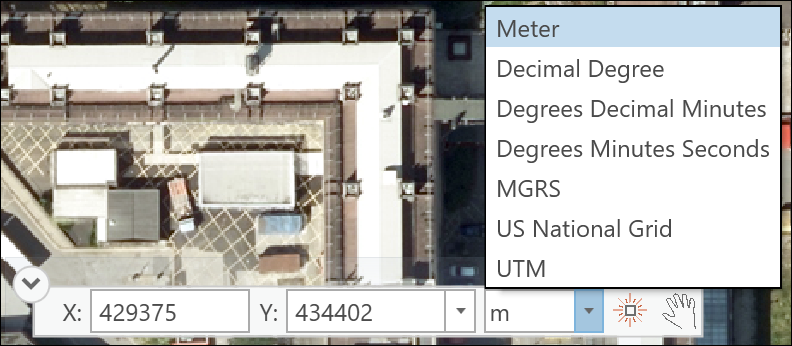 Meter
Decimal Degree
Degrees Decimal Minutes
Degrees Minutes Seconds
MGRS
US National Grid
UTM
X: 429375 Y: 434402 m